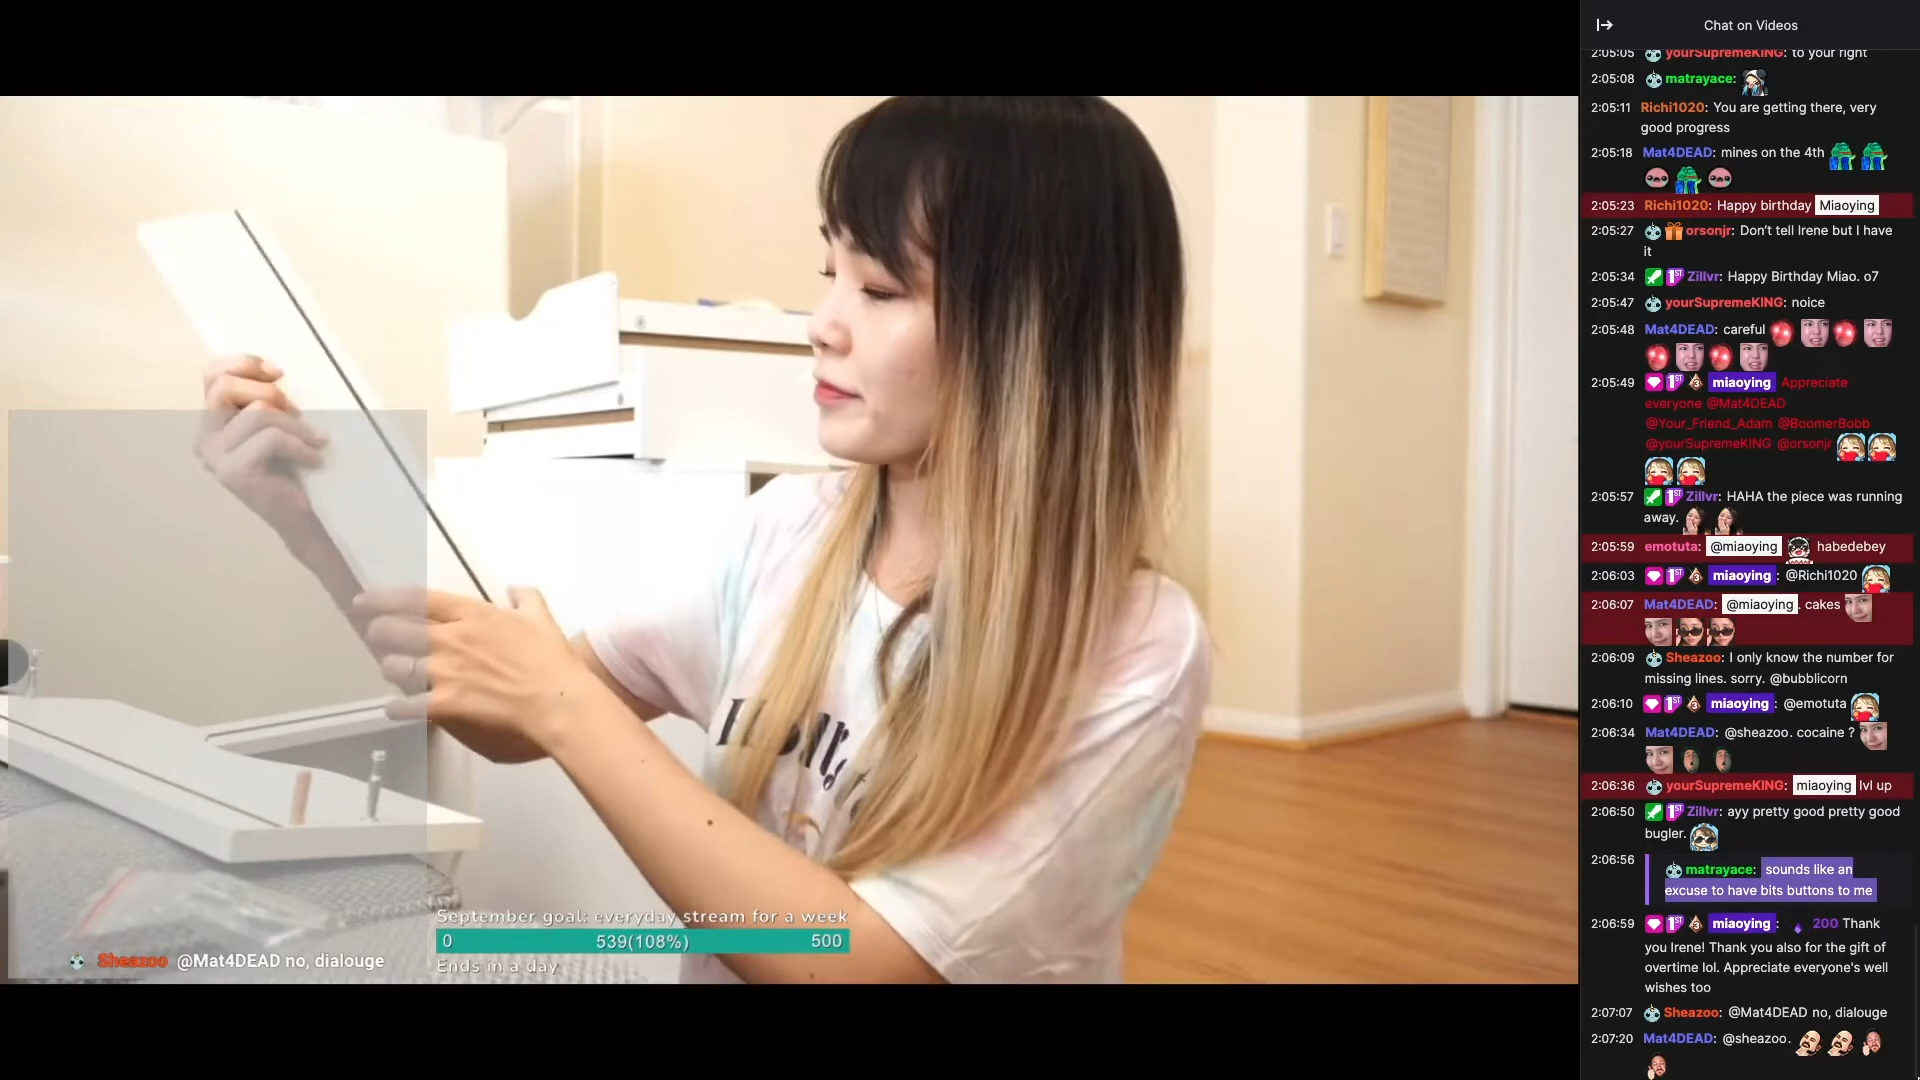 Chat on Videos
2:05:05 yourSupremeKING: to your right
2:05:08 matrayace:
2:05:11 Richi1020: You are getting there, very
good progress
2:05:18 Mat4DEAD: mines on the 4th
2:05:23 Richi1020: Happy birthday Miaoying
2:05:27 orsonjr: Don't tell Irene but I have
it
2:05:34 1ST Zillvr: Happy Birthday Miao. o7
2:05:47 yourSupremeKING: noice
2:05:48 Mat4DEAD: careful
2:05:49 1ST 3 miaoying Appreciate
everyone @Mat4DEAD
@Your_Friend_Adam @BoomerBobb
@yourSupremeKING @orsonjr
2:05:57 1ST Zillvr: HAHA the piece was running
away.
2:05:59 emotuta: @miaoying habedebey
2:06:03 1ST 3 miaoying : @Richi1020
2:06:07 Mat4DEAD: @miaoying . cakes
2:06:09 Sheazoo: I only know the number for
missing lines. sorry. @bubblicorn
2:06:10 1ST 3 miaoying : @emotuta
2:06:34 Mat4DEAD: @sheazoo. cocaine ?
2:06:36 yourSupremeKING: miaoying lvl up
2:06:50 1ST Zillvr: ayy pretty good pretty good
bugler.
2:06:56 matrayace: sounds like an
excuse to have bits buttons to me
2:06:59 1ST 3 miaoying : 200 Thank
you Irene! Thank you also for the gift of
overtime lol. Appreciate everyone's well
wishes too
2:07:07 Sheazoo: @Mat4DEAD no, dialouge
2:07:20 Mat4DEAD: @sheazoo.
September goal: everyday stream for a week
0 539(108%) 500
Ends in a day
Sheazoo @Mat4DEAD no, dialouge